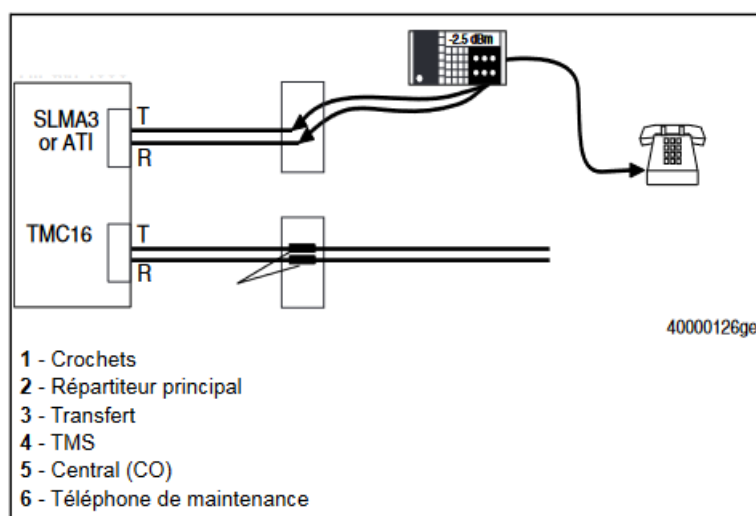 -2.5 dBm
SLMA3
or ATI
T
R
TMC16
T
R
40000126ge
1 - Crochets
2 - Répartiteur principal
3 - Transfert
4 - TMS
5 - Central (CO)
6 - Téléphone de maintenance